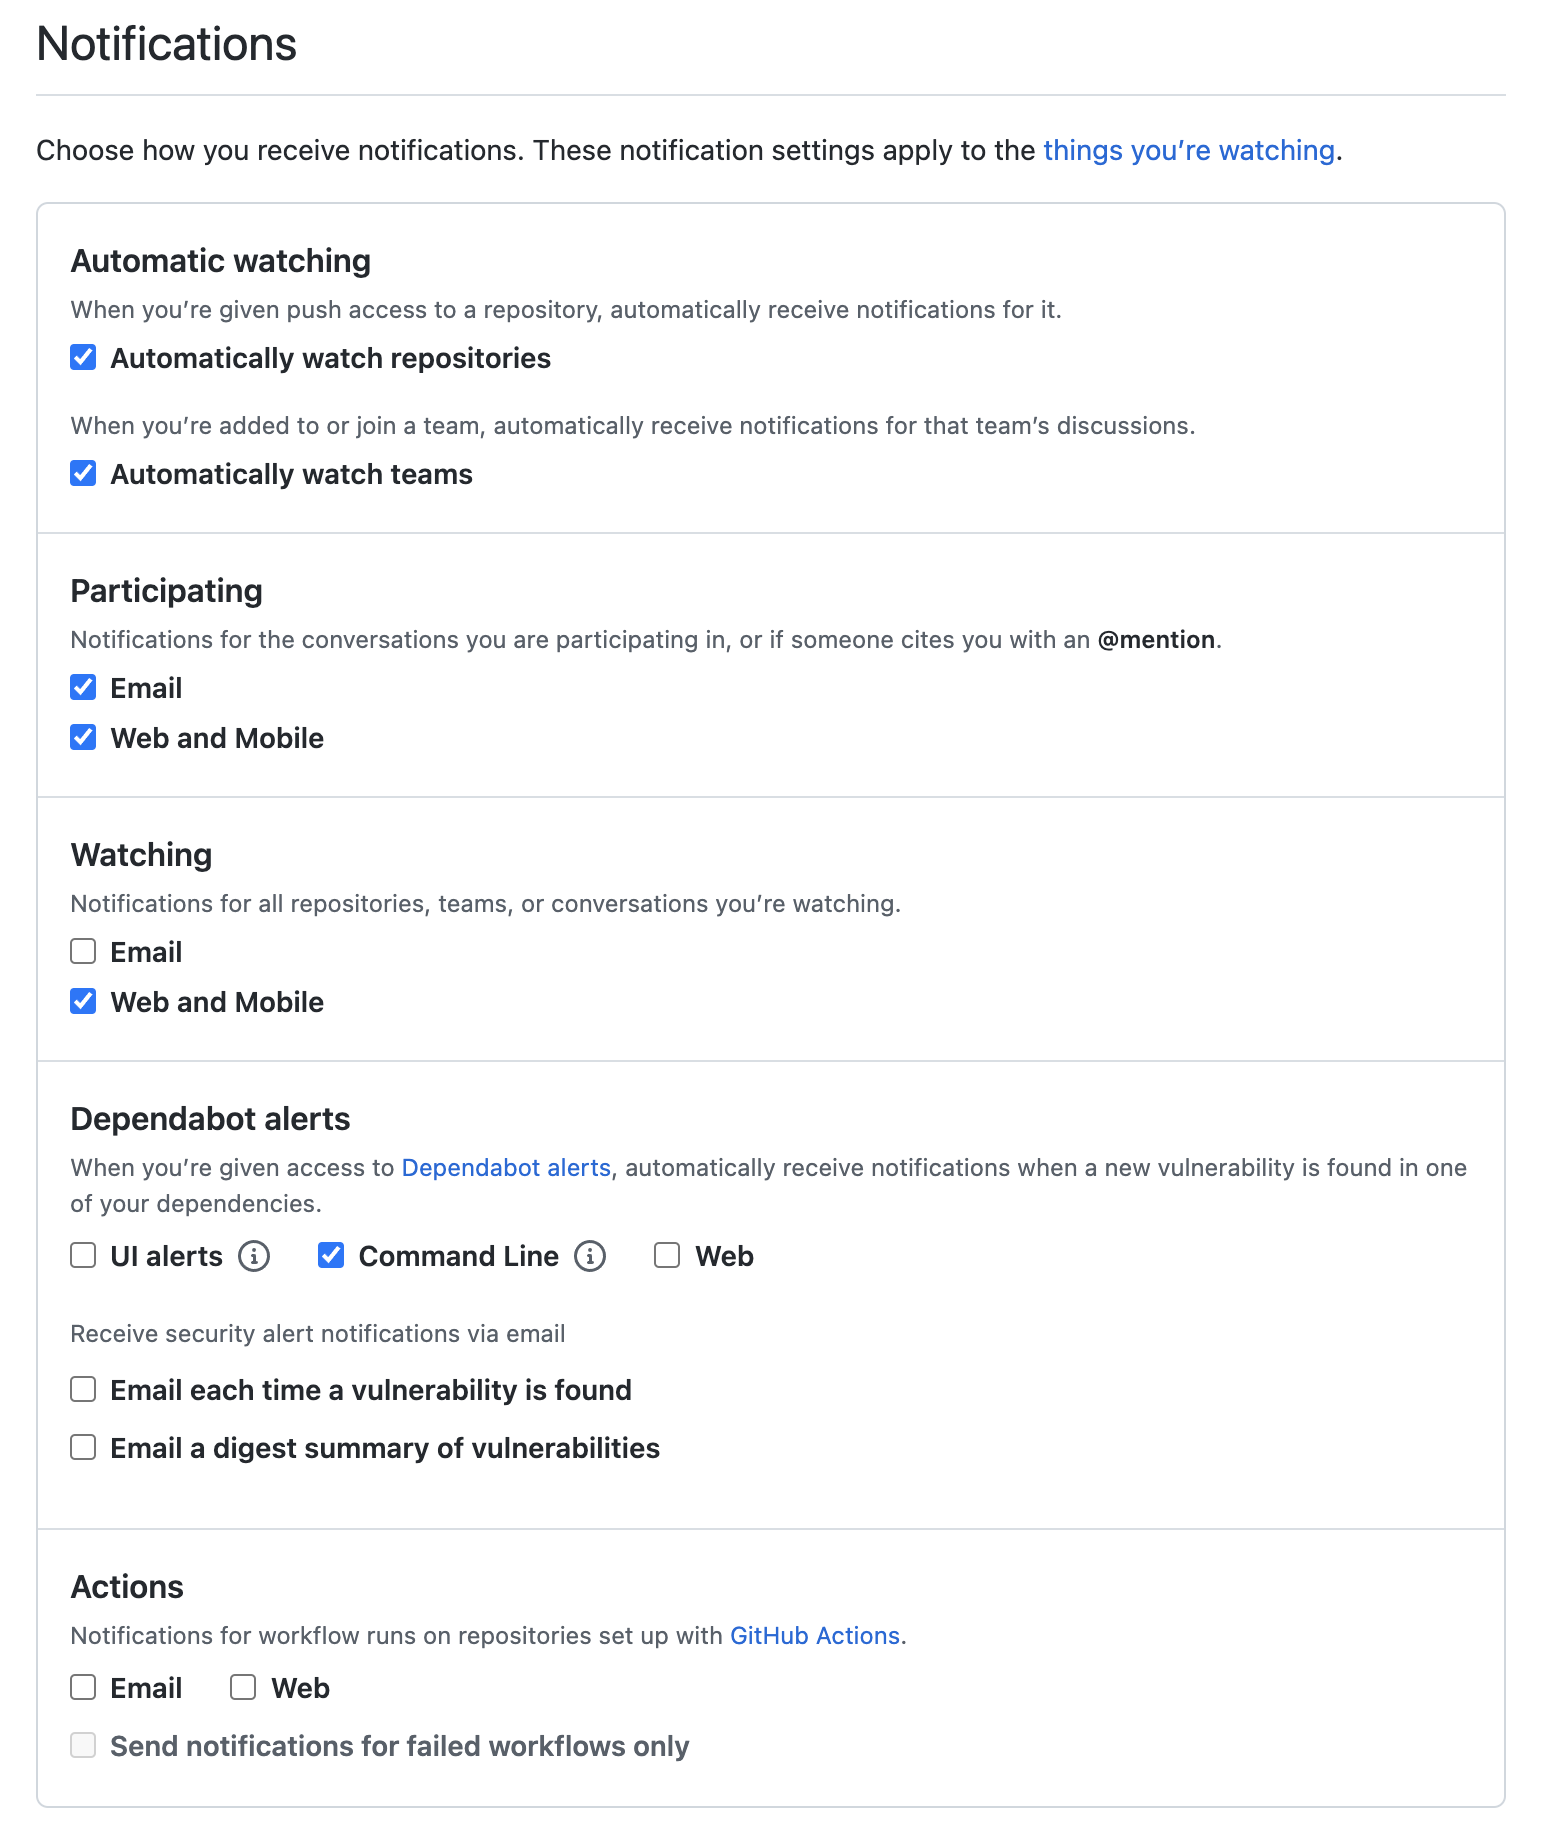 Notifications
Choose how you receive notifications. These notification settings apply to the things you’re watching.
Automatic watching
When you’re given push access to a repository, automatically receive notifications for it.
Automatically watch repositories
When you’re added to or join a team, automatically receive notifications for that team’s discussions.
Automatically watch teams
Participating
Notifications for the conversations you are participating in, or if someone cites you with an @mention.
Email
Web and Mobile
Watching
Notifications for all repositories, teams, or conversations you’re watching.
Email
Web and Mobile
Dependabot alerts
When you’re given access to Dependabot alerts, automatically receive notifications when a new vulnerability is found in one
of your dependencies.
UI alerts Command Line Web
Receive security alert notifications via email
Email each time a vulnerability is found
Email a digest summary of vulnerabilities
Actions
Notifications for workflow runs on repositories set up with GitHub Actions.
Email Web
Send notifications for failed workflows only